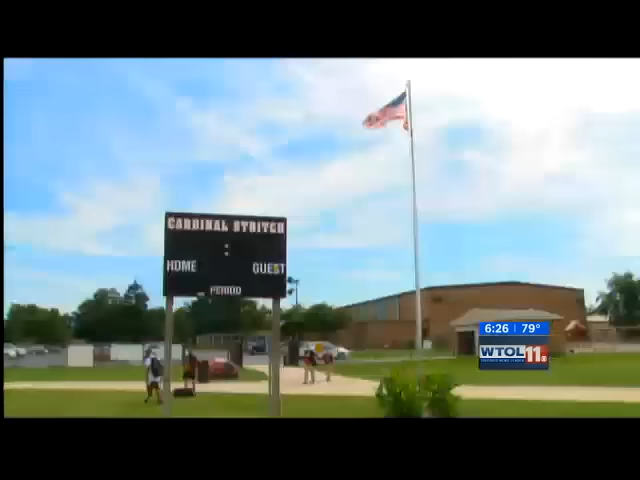 CARDINAL STRITCH
:
HOME GUEST
PERIOD
6:26 79°
WTOL 11